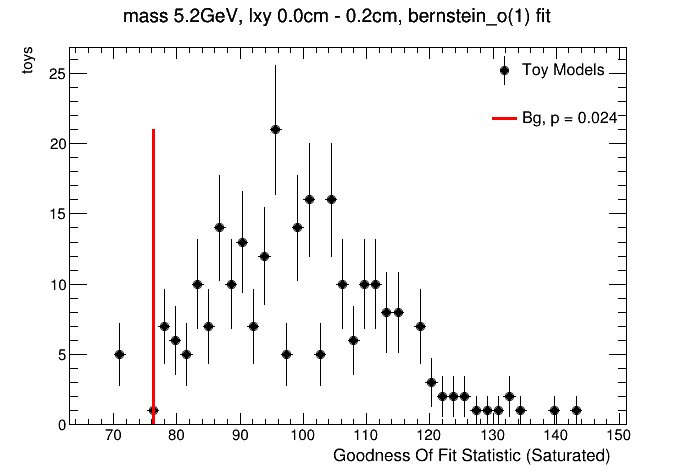 mass 5.2GeV, lxy 0.0cm - 0.2cm, bernstein_o(1) fit
toys
25
20
15
10
5
0
Toy Models
Bg, p = 0.024
70 80 90 100 110 120 130 140 150
Goodness Of Fit Statistic (Saturated)